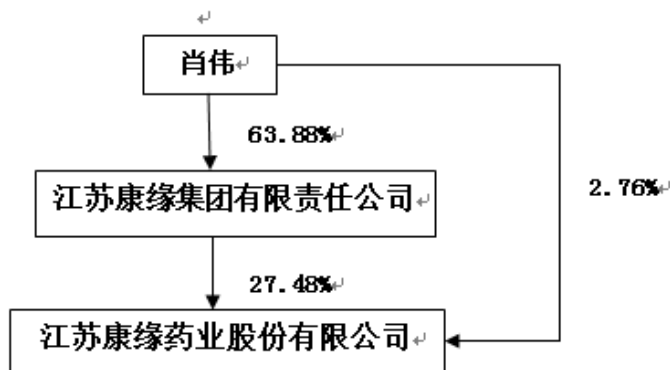 肖伟
63.88%
江苏康缘集团有限责任公司
2.76%
27.48%
江苏康缘药业股份有限公司